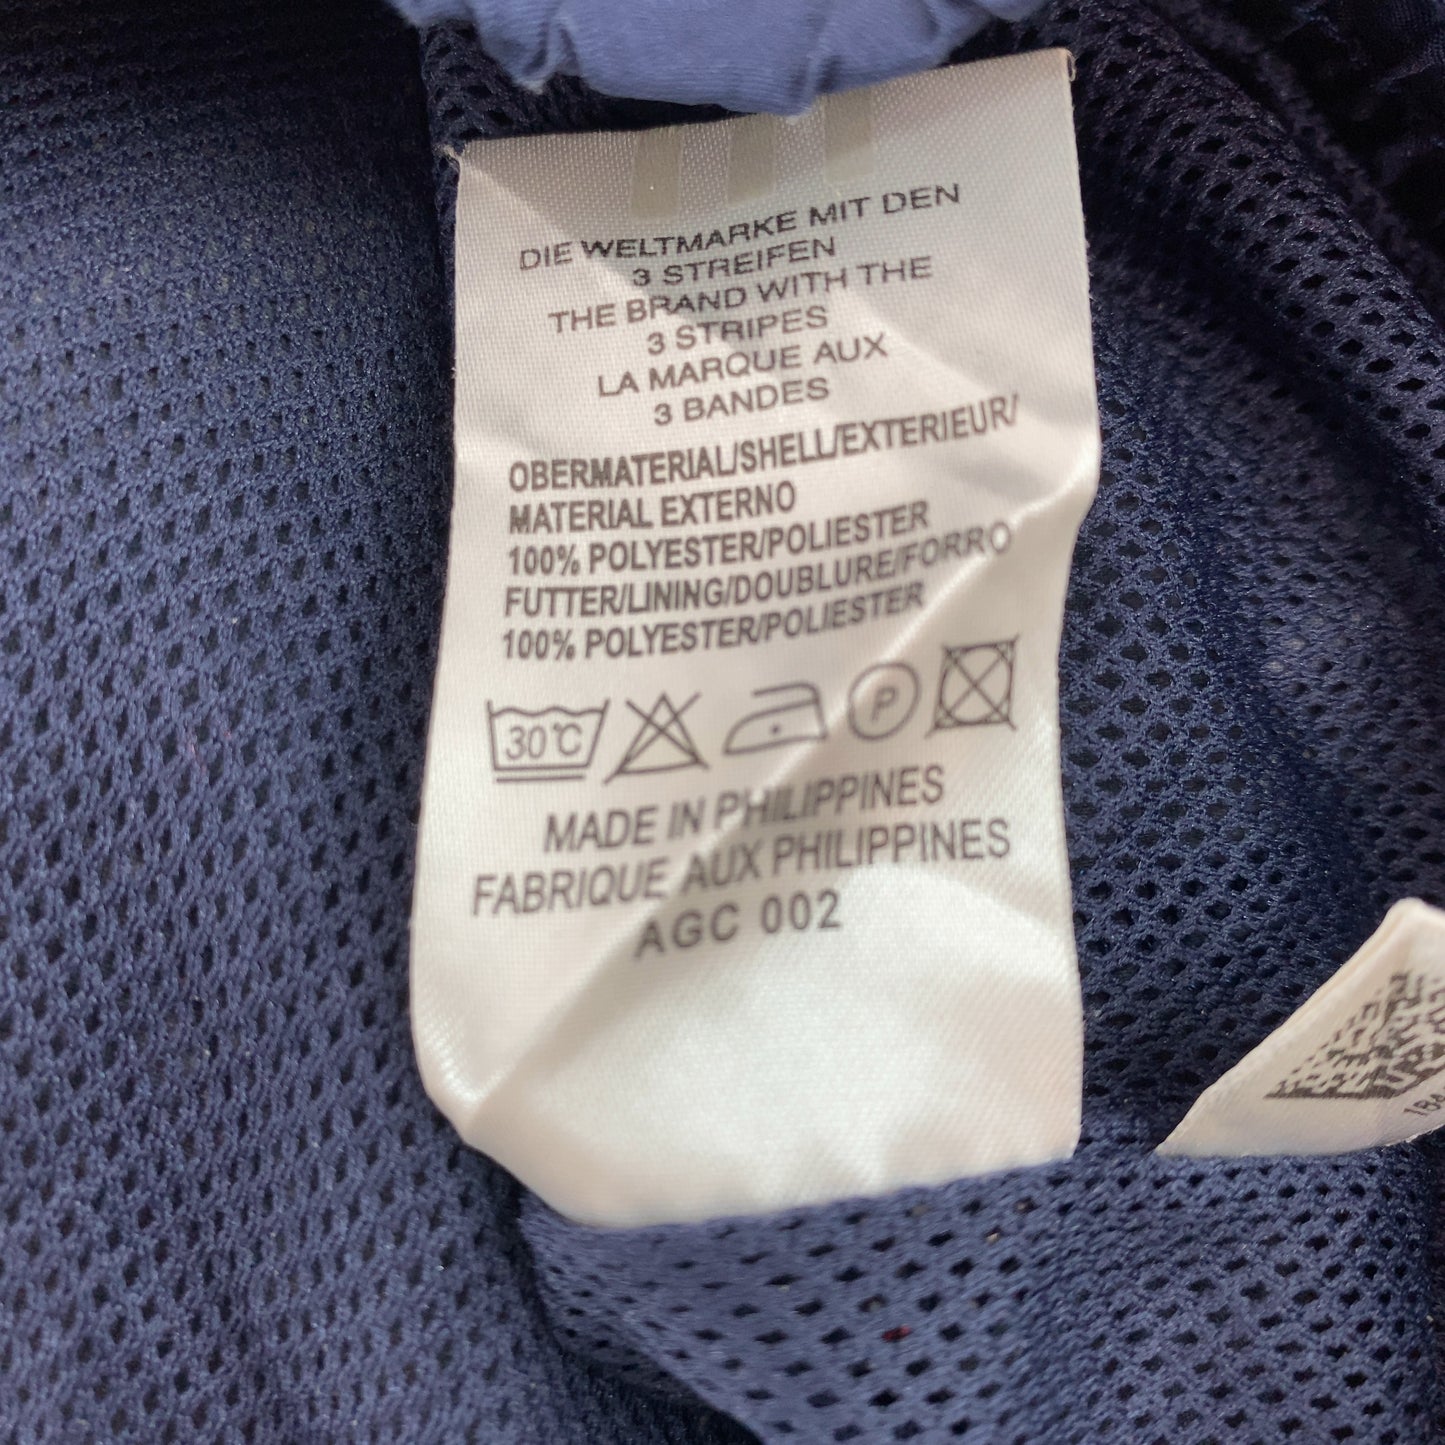 DIE WELTMARKE MIT DEN
3 STREIFEN
THE BRAND WITH THE
3 STRIPES
LA MARQUE AUX
3 BANDES
OBERMATERIAL/SHELL/EXTERIEUR/
MATERIAL EXTERNO
100% POLYESTER/POLIESTER
FUTTER/LINING/DOUBLURE/FORRO
100% POLYESTER/POLIESTER
30°C
P
MADE IN PHILIPPINES
FABRIQUE AUX PHILIPPINES
AGC 002